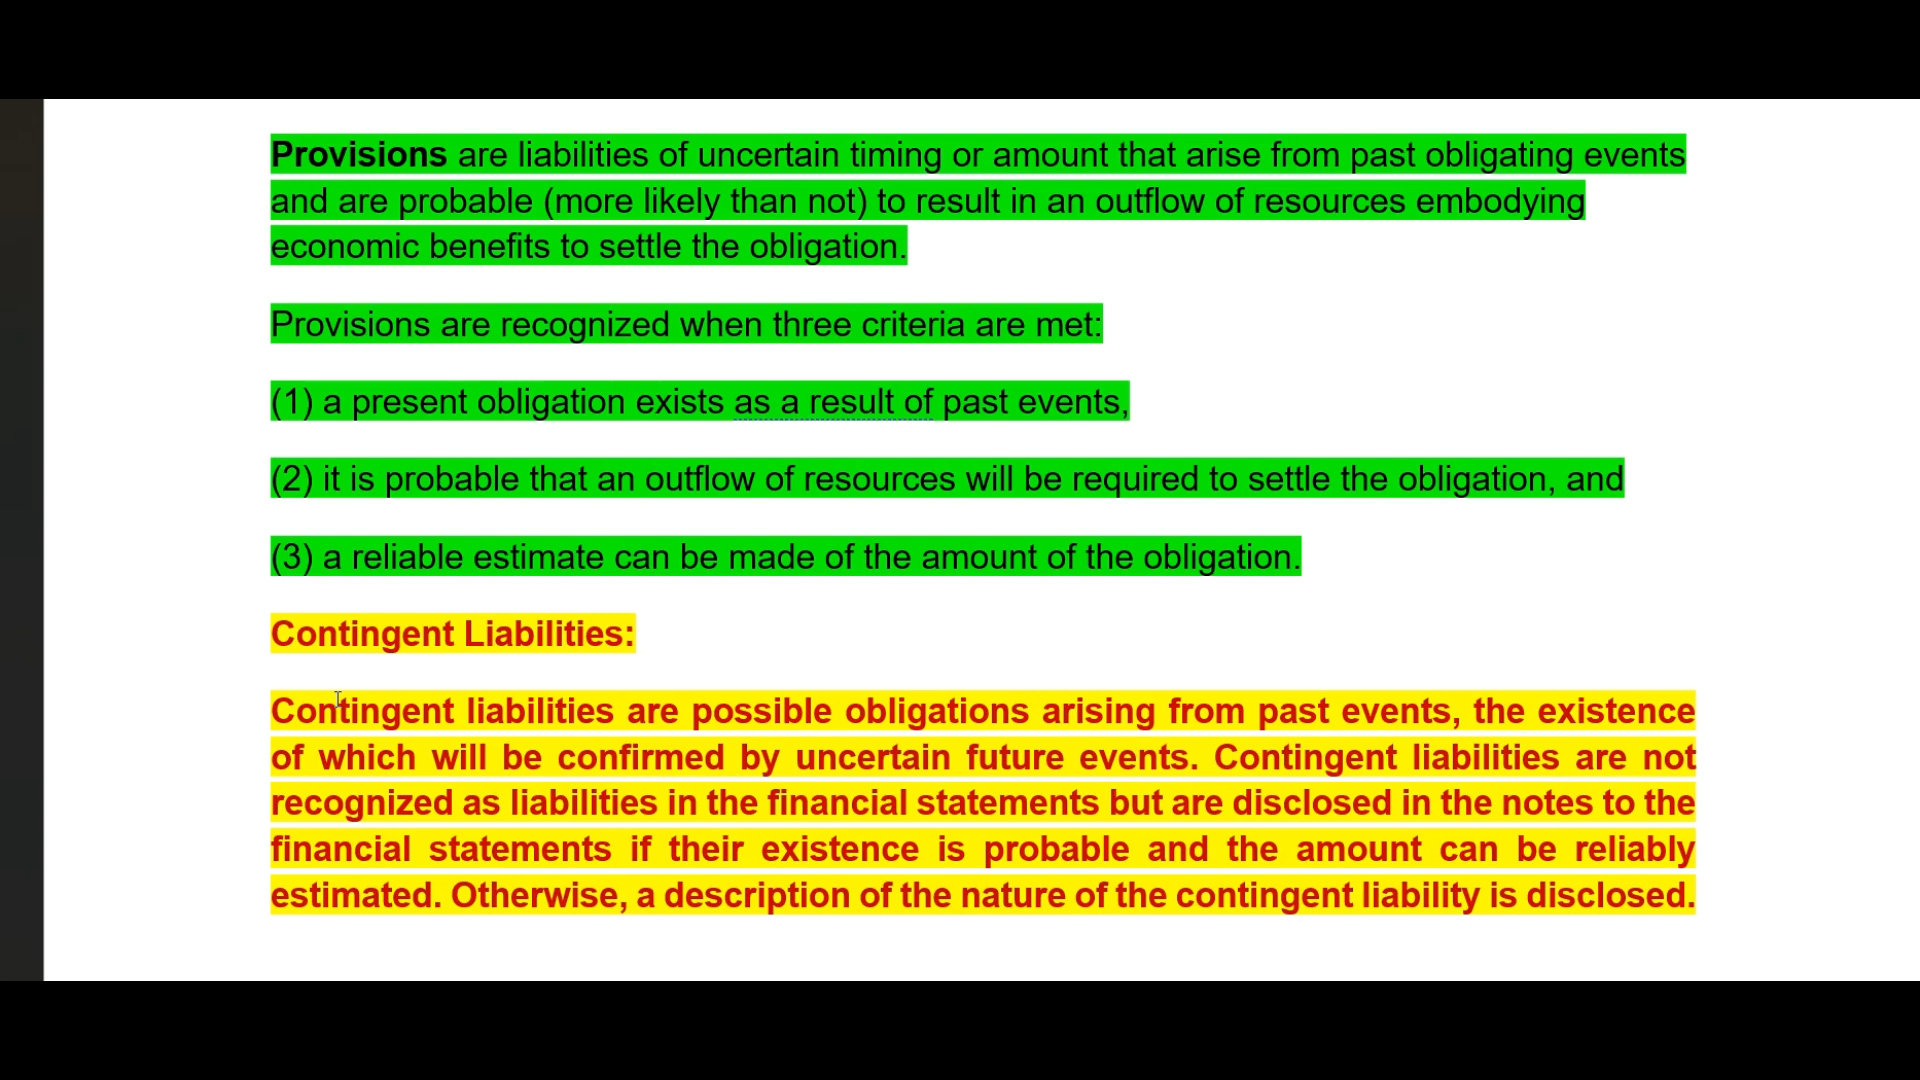 Provisions are liabilities of uncertain timing or amount that arise from past obligating events
and are probable (more likely than not) to result in an outflow of resources embodying
economic benefits to settle the obligation.
Provisions are recognized when three criteria are met:
(1) a present obligation exists as a result of past events,
(2) it is probable that an outflow of resources will be required to settle the obligation, and
(3) a reliable estimate can be made of the amount of the obligation.
Contingent Liabilities:
Contingent liabilities are possible obligations arising from past events, the existence
of which will be confirmed by uncertain future events. Contingent liabilities are not
recognized as liabilities in the financial statements but are disclosed in the notes to the
financial statements if their existence is probable and the amount can be reliably
estimated. Otherwise, a description of the nature of the contingent liability is disclosed.